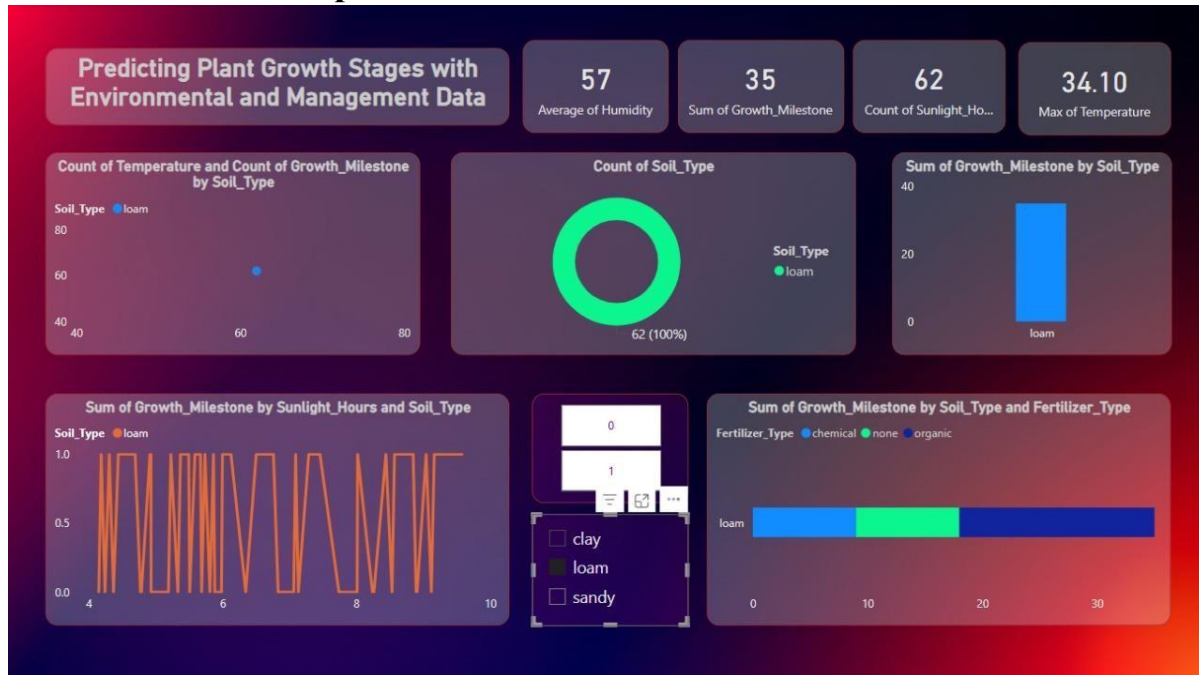 Predicting Plant Growth Stages with
Environmental and Management Data
57
Average of Humidity
35
Sum of Growth_Milestone
62
Count of Sunlight_Ho...
34.10
Max of Temperature
Count of Temperature and Count of Growth_Milestone
by Soil_Type
Soil_Type loam
80
60
40
40 60 80
Count of Soil_Type
Soil_Type
loam
62 (100%)
Sum of Growth_Milestone by Soil_Type
40
20
0
loam
Sum of Growth_Milestone by Sunlight_Hours and Soil_Type
Soil_Type loam
1.0
0.5
0.0
4 6 8 10
0
1
clay
loam
sandy
Sum of Growth_Milestone by Soil_Type and Fertilizer_Type
Fertilizer_Type chemical none organic
loam
0 10 20 30